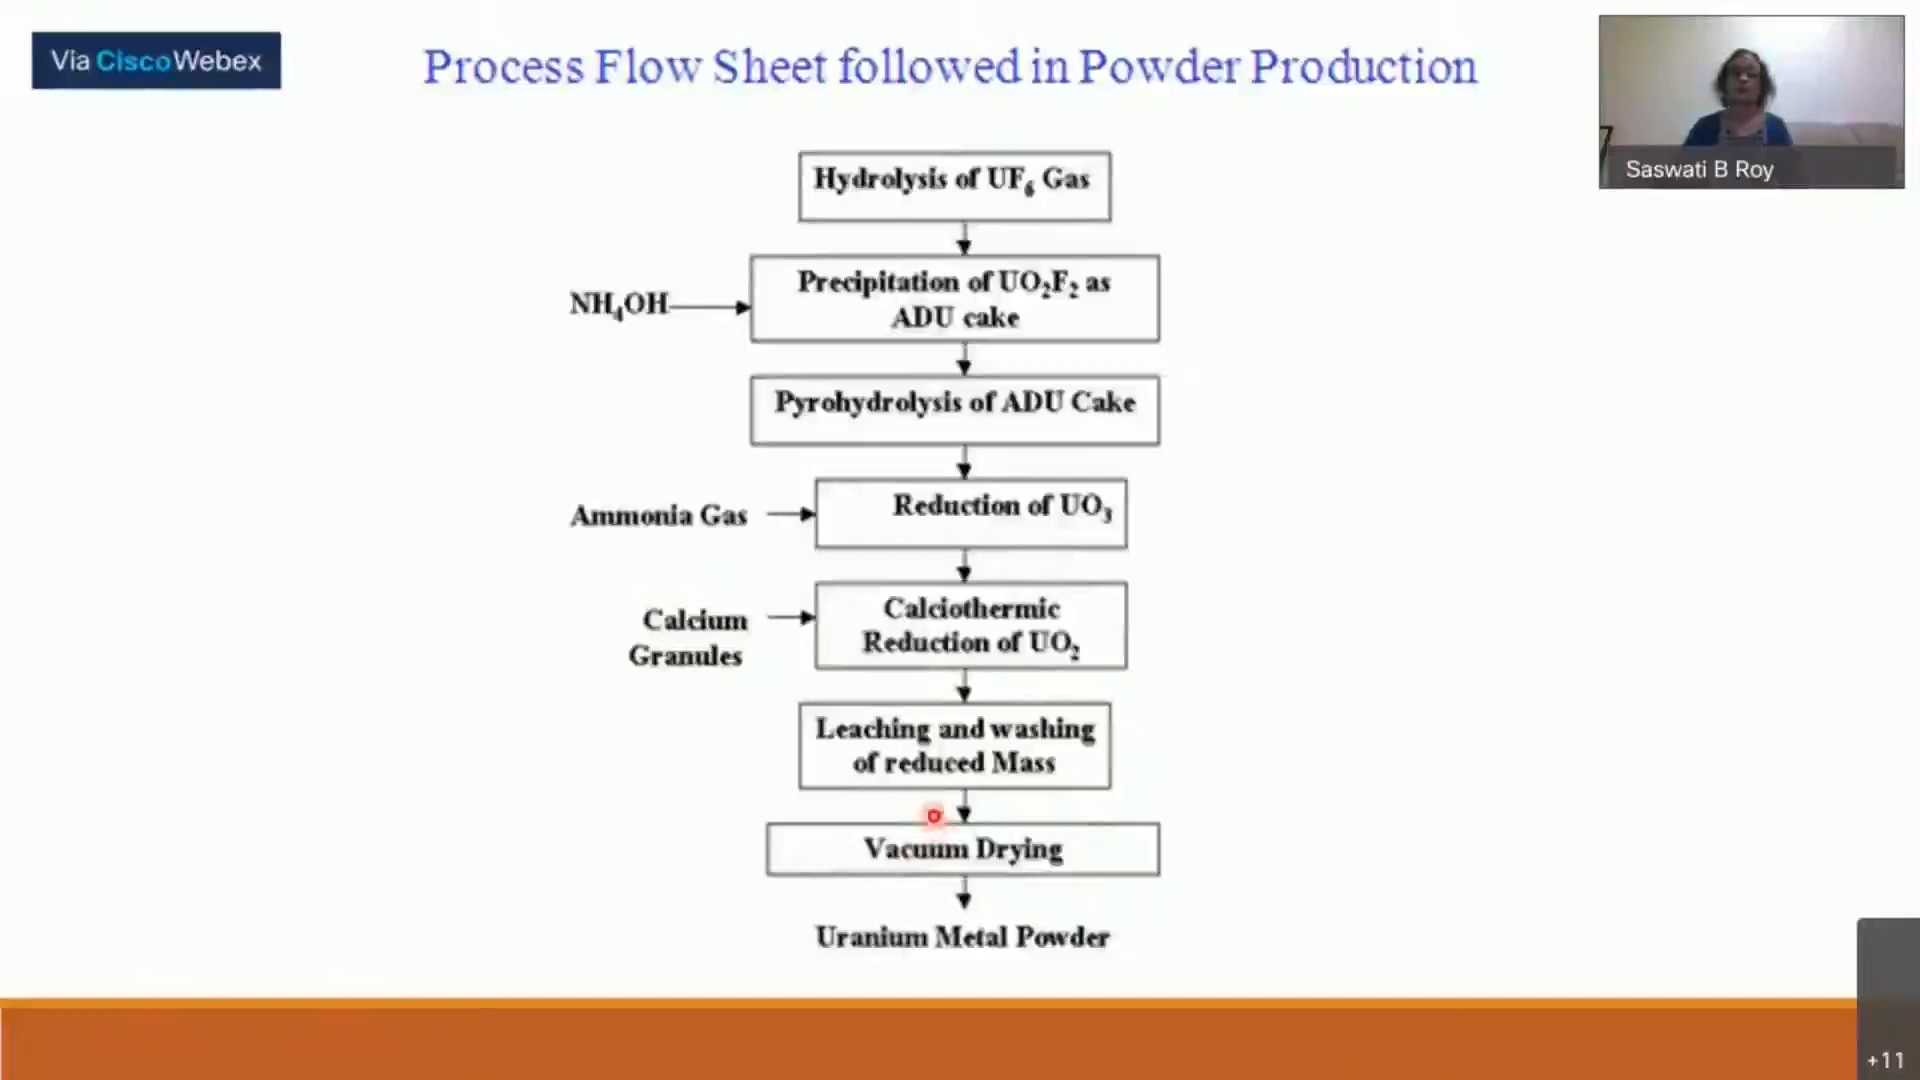 Via CIscoWebex
Process Flow Sheet followed in Powder Production
Saswati B Roy
Hydrolysis of UF₆ Gas
NH₄OH
Precipitation of UO₂F₂ as
ADU cake
Pyrohydrolysis of ADU Cake
Ammonia Gas
Reduction of UO₃
Calcium
Granules
Calciothermic
Reduction of UO₂
Leaching and washing
of reduced Mass
Vacuum Drying
Uranium Metal Powder
+11